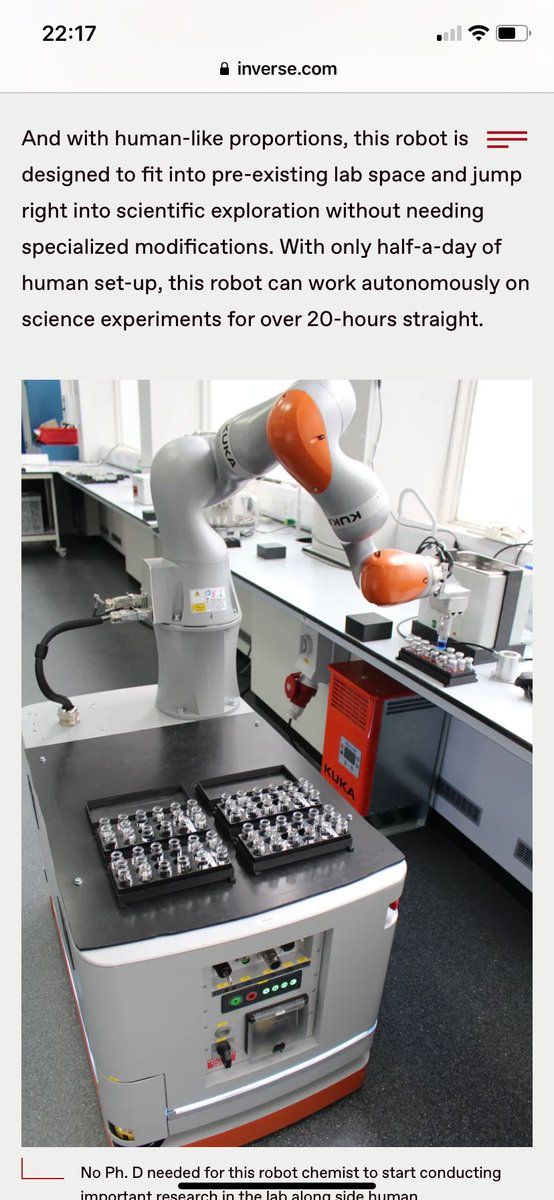 22:17
inverse.com
And with human-like proportions, this robot is
designed to fit into pre-existing lab space and jump
right into scientific exploration without needing
specialized modifications. With only half-a-day of
human set-up, this robot can work autonomously on
science experiments for over 20-hours straight.
KUKA
KUKA
KUKA
No Ph. D needed for this robot chemist to start conducting
important research in the lab along side human